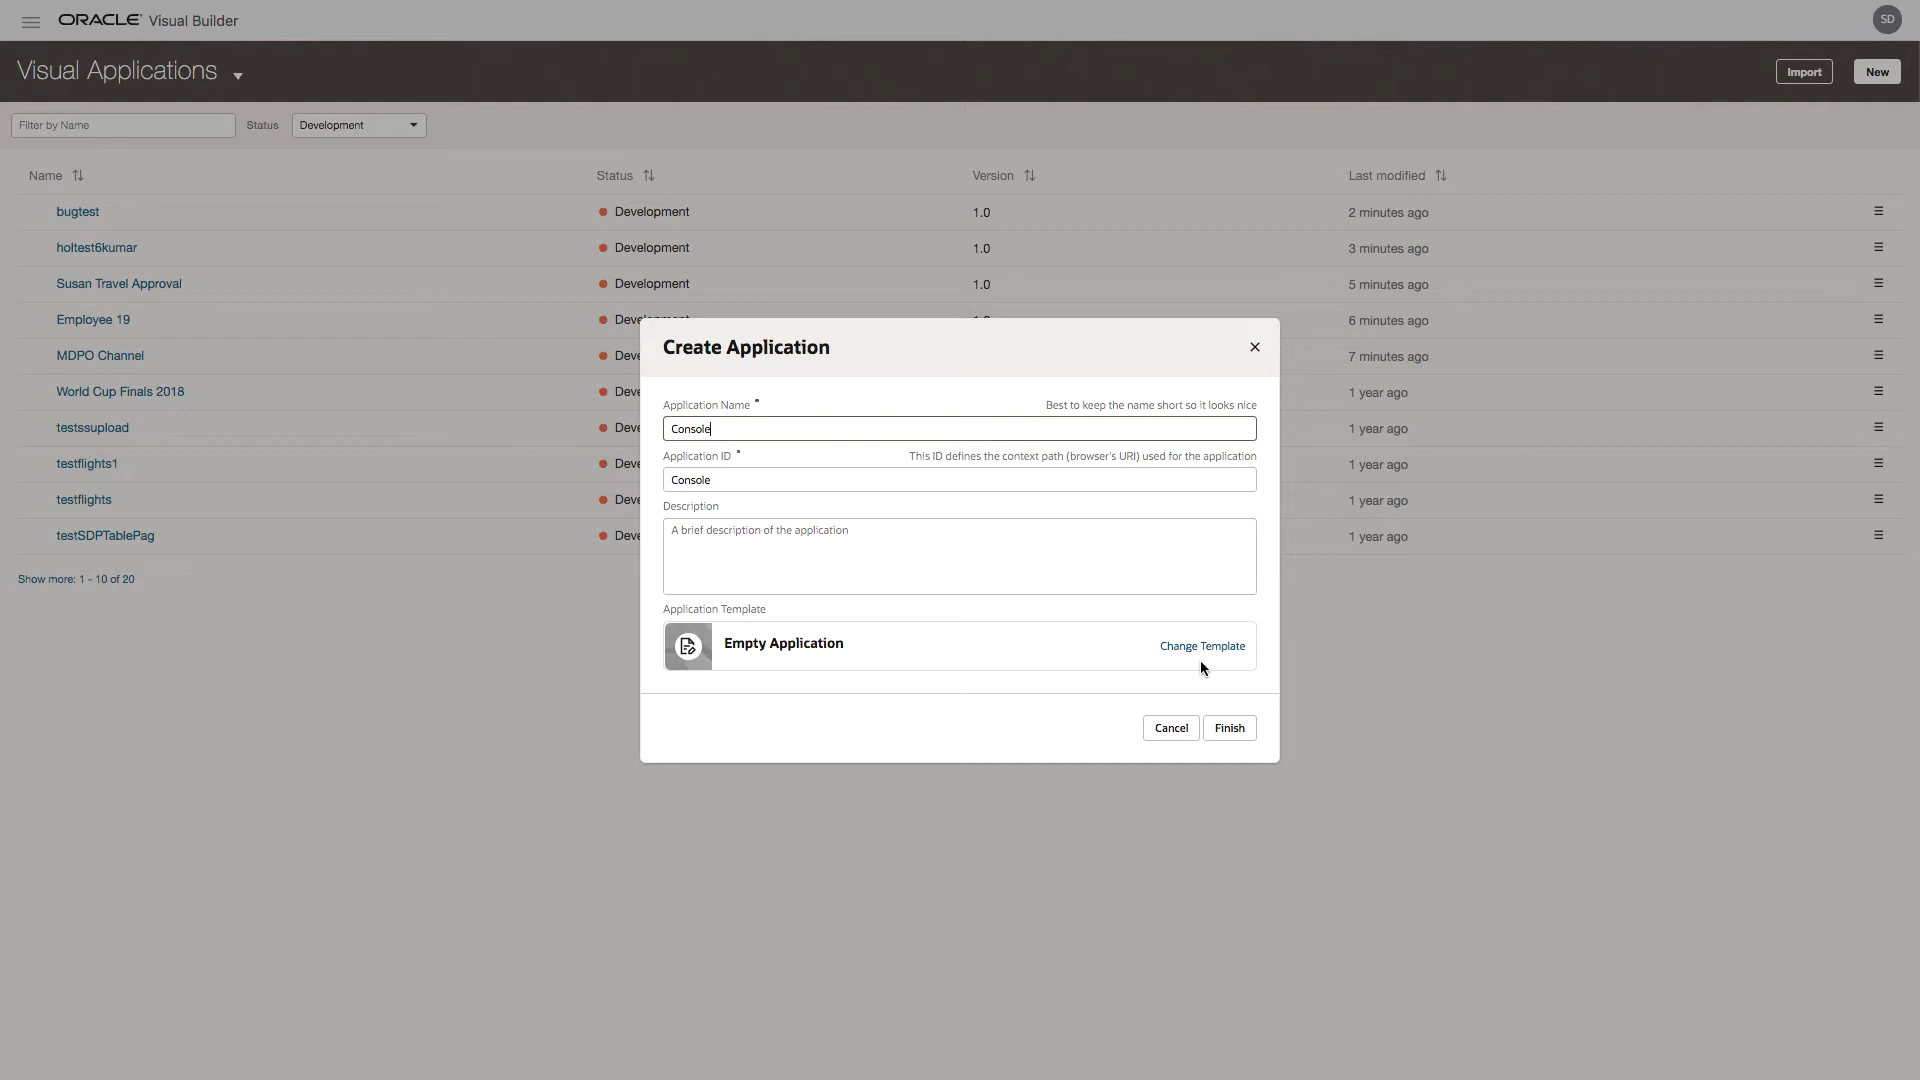 ORACLE Visual Builder
SD
Visual Applications
Import
New
Filter by Name
Status
Development
Name
Status
Version
Last modified
bugtest
Development
1.0
2 minutes ago
holtest6kumar
Development
1.0
3 minutes ago
Susan Travel Approval
Development
1.0
5 minutes ago
Employee 19
6 minutes ago
MDPO Channel
Deve
7 minutes ago
World Cup Finals 2018
Deve
1 year ago
testssupload
Deve
1 year ago
testflights1
Deve
1 year ago
testflights
Deve
1 year ago
testSDPTablePag
Deve
1 year ago
Show more: 1 - 10 of 20
Create Application
Application Name *
Best to keep the name short so it looks nice
Console
Application ID *
This ID defines the context path (browser's URI) used for the application
Console
Description
A brief description of the application
Application Template
Empty Application
Change Template
Cancel
Finish